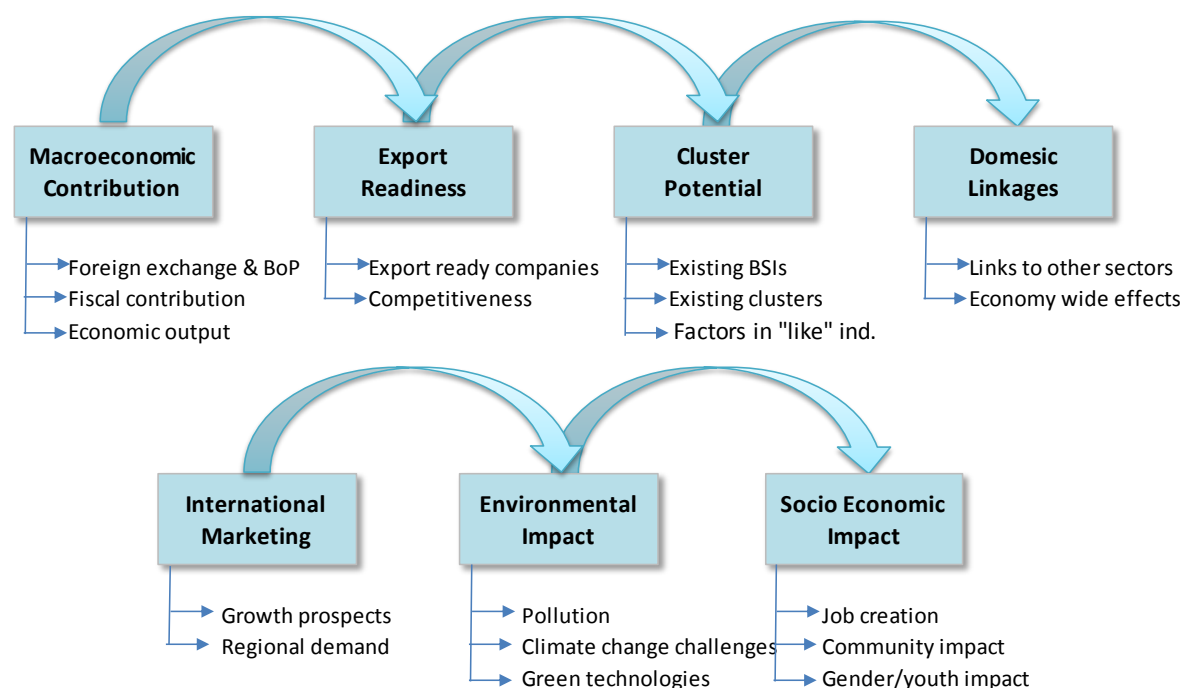 Macroeconomic
Contribution
Export
Readiness
Cluster
Potential
Domesic
Linkages
Foreign exchange & BoP
Fiscal contribution
Economic output
Export ready companies
Competitiveness
Existing BSIs
Existing clusters
Factors in "like" ind.
Links to other sectors
Economy wide effects
International
Marketing
Environmental
Impact
Socio Economic
Impact
Growth prospects
Regional demand
Pollution
Climate change challenges
Green technologies
Job creation
Community impact
Gender/youth impact